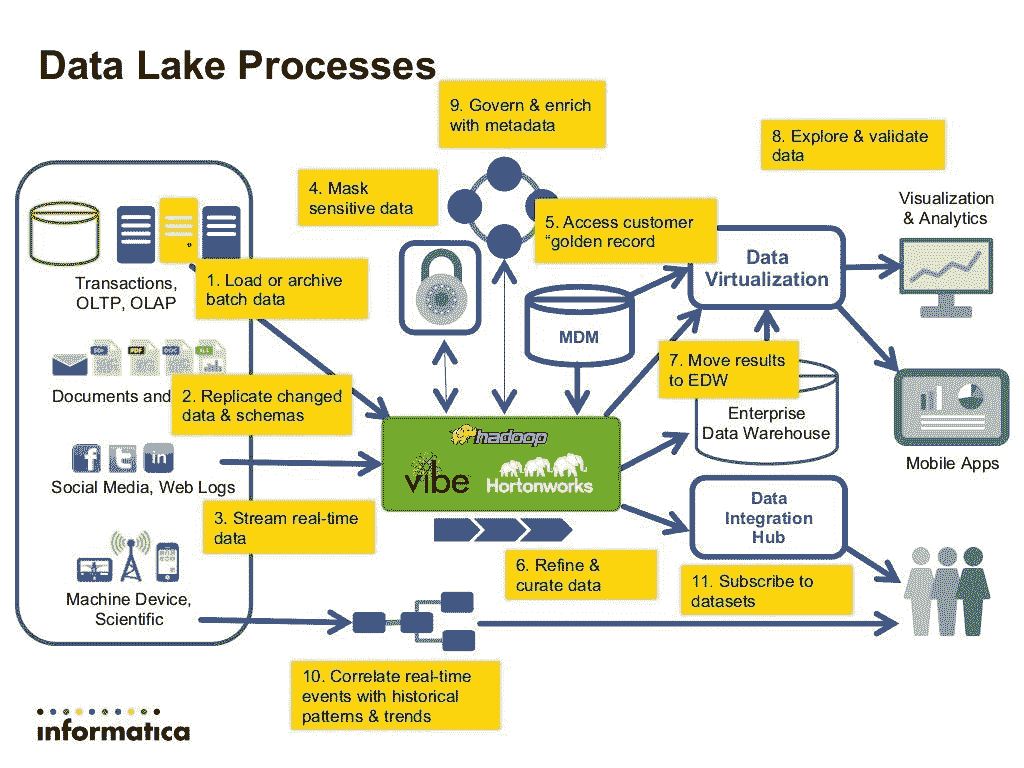 Data Lake Processes
9. Govern & enrich
with metadata
8. Explore & validate
data
4. Mask
sensitive data
5. Access customer
“golden record
Visualization
& Analytics
Transactions,
OLTP, OLAP
1. Load or archive
batch data
Data
Virtualization
MDM
PDF
Documents and
2. Replicate changed
data & schemas
7. Move results
to EDW
Enterprise
Data Warehouse
Mobile Apps
hadoop
vibe
Hortonworks
f
t
in
Social Media, Web Logs
3. Stream real-time
data
Data
Integration
Hub
6. Refine &
curate data
11. Subscribe to
datasets
Machine Device,
Scientific
10. Correlate real-time
events with historical
patterns & trends
informatica